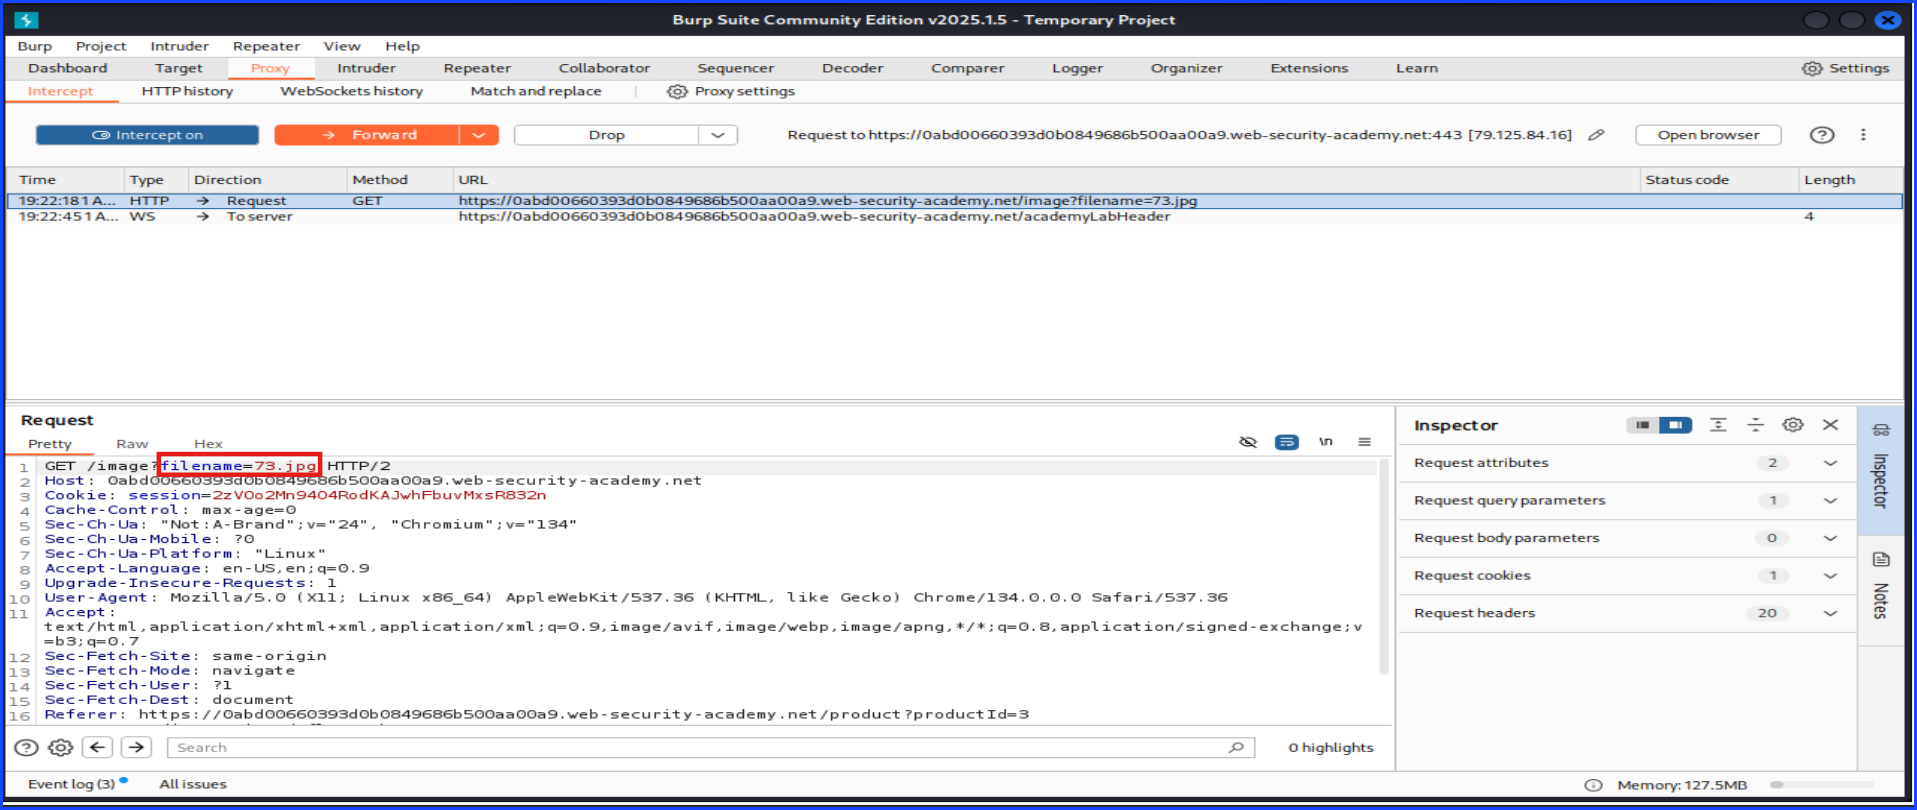 Burp Suite Community Edition v2025.1.5 - Temporary Project
Burp Project Intruder Repeater View Help
Dashboard Target Proxy Intruder Repeater Collaborator Sequencer Decoder Comparer Logger Organizer Extensions Learn Settings
Intercept HTTP history WebSockets history Match and replace Proxy settings
Intercept on Forward Drop Request to https://0abd00660393d0b0849686b500aa00a9.web-security-academy.net:443 [79.125.84.16] Open browser
Time Type Direction Method URL Status code Length
19:22:18 1 A... HTTP → Request GET https://0abd00660393d0b0849686b500aa00a9.web-security-academy.net/image?filename=73.jpg
19:22:45 1 A... WS → To server https://0abd00660393d0b0849686b500aa00a9.web-security-academy.net/academyLabHeader 4
Request
Pretty Raw Hex \n
1 GET /image?filename=73.jpg HTTP/2
2 Host: 0abd00660393d0b0849686b500aa00a9.web-security-academy.net
3 Cookie: session=2zVOo2Mn94O4RodKAJwhFbuvMxsR832n
4 Cache-Control: max-age=0
5 Sec-Ch-Ua: "Not:A-Brand";v="24", "Chromium";v="134"
6 Sec-Ch-Ua-Mobile: ?0
7 Sec-Ch-Ua-Platform: "Linux"
8 Accept-Language: en-US,en;q=0.9
9 Upgrade-Insecure-Requests: 1
10 User-Agent: Mozilla/5.0 (X11; Linux x86_64) AppleWebKit/537.36 (KHTML, like Gecko) Chrome/134.0.0.0 Safari/537.36
11 Accept:
text/html,application/xhtml+xml,application/xml;q=0.9,image/avif,image/webp,image/apng,*/*;q=0.8,application/signed-exchange;v
=b3;q=0.7
12 Sec-Fetch-Site: same-origin
13 Sec-Fetch-Mode: navigate
14 Sec-Fetch-User: ?1
15 Sec-Fetch-Dest: document
16 Referer: https://0abd00660393d0b0849686b500aa00a9.web-security-academy.net/product?productId=3
Search 0 highlights
Inspector
Request attributes 2
Request query parameters 1
Request body parameters 0
Request cookies 1
Request headers 20
Inspector
Notes
Event log (3) All issues Memory: 127.5MB